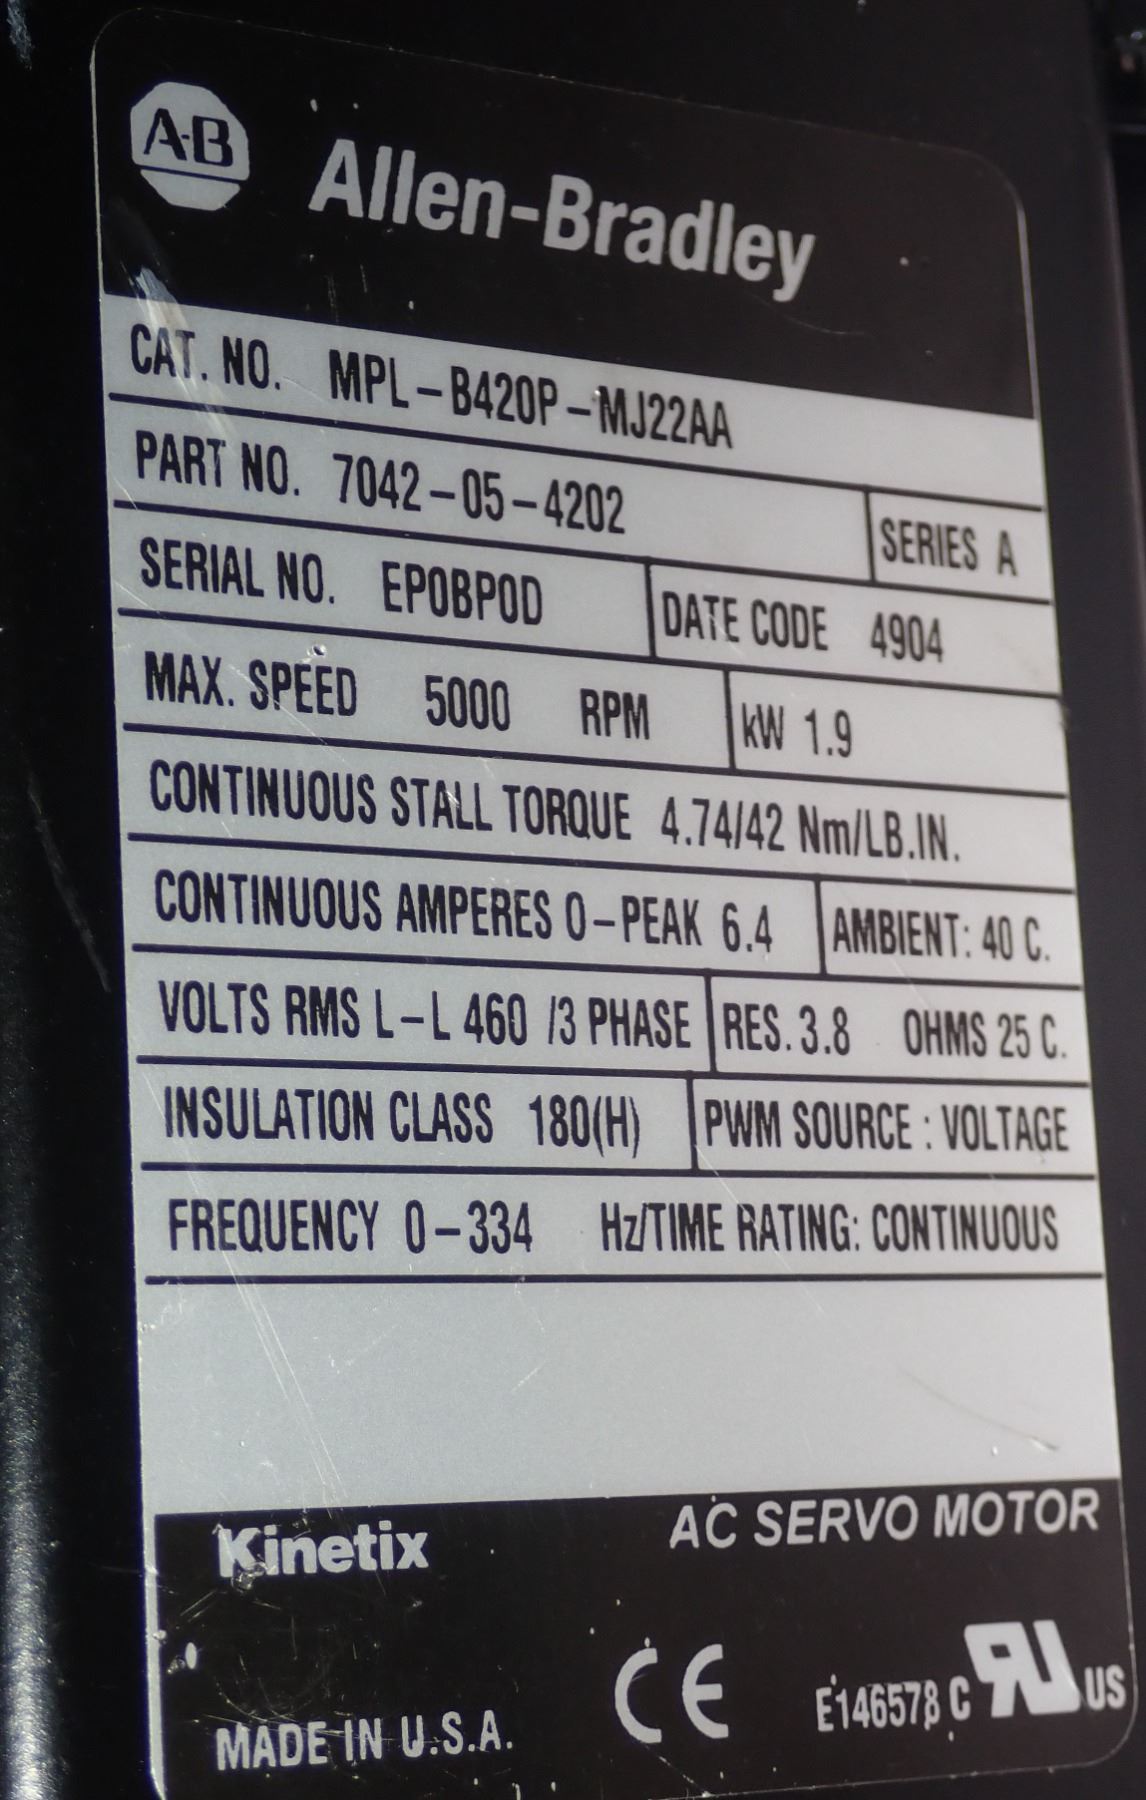 A-B Allen-Bradley
CAT. NO. MPL-B420P-MJ22AA
PART NO. 7042-05-4202 SERIES A
SERIAL NO. EP0BP0D DATE CODE 4904
MAX. SPEED 5000 RPM kW 1.9
CONTINUOUS STALL TORQUE 4.74/42 Nm/LB.IN.
CONTINUOUS AMPERES 0-PEAK 6.4 AMBIENT: 40 C.
VOLTS RMS L-L 460 /3 PHASE RES. 3.8 OHMS 25 C.
INSULATION CLASS 180(H) PWM SOURCE : VOLTAGE
FREQUENCY 0-334 Hz/TIME RATING: CONTINUOUS
Kinetix AC SERVO MOTOR
MADE IN U.S.A. CE E146578 C RU US